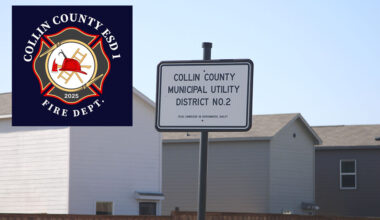 COLLIN COUNTY ESD 1
2025
FIRE DEPT.
COLLIN COUNTY
MUNICIPAL UTILITY
DISTRICT NO.2